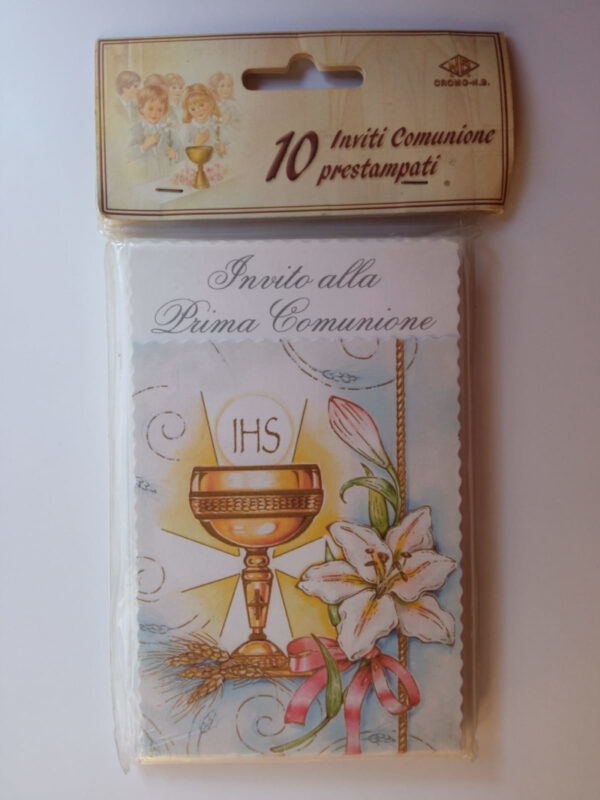 CROMO-N.B.
10 Inviti Comunione
prestampati
Invito alla
Prima Comunione
IHS